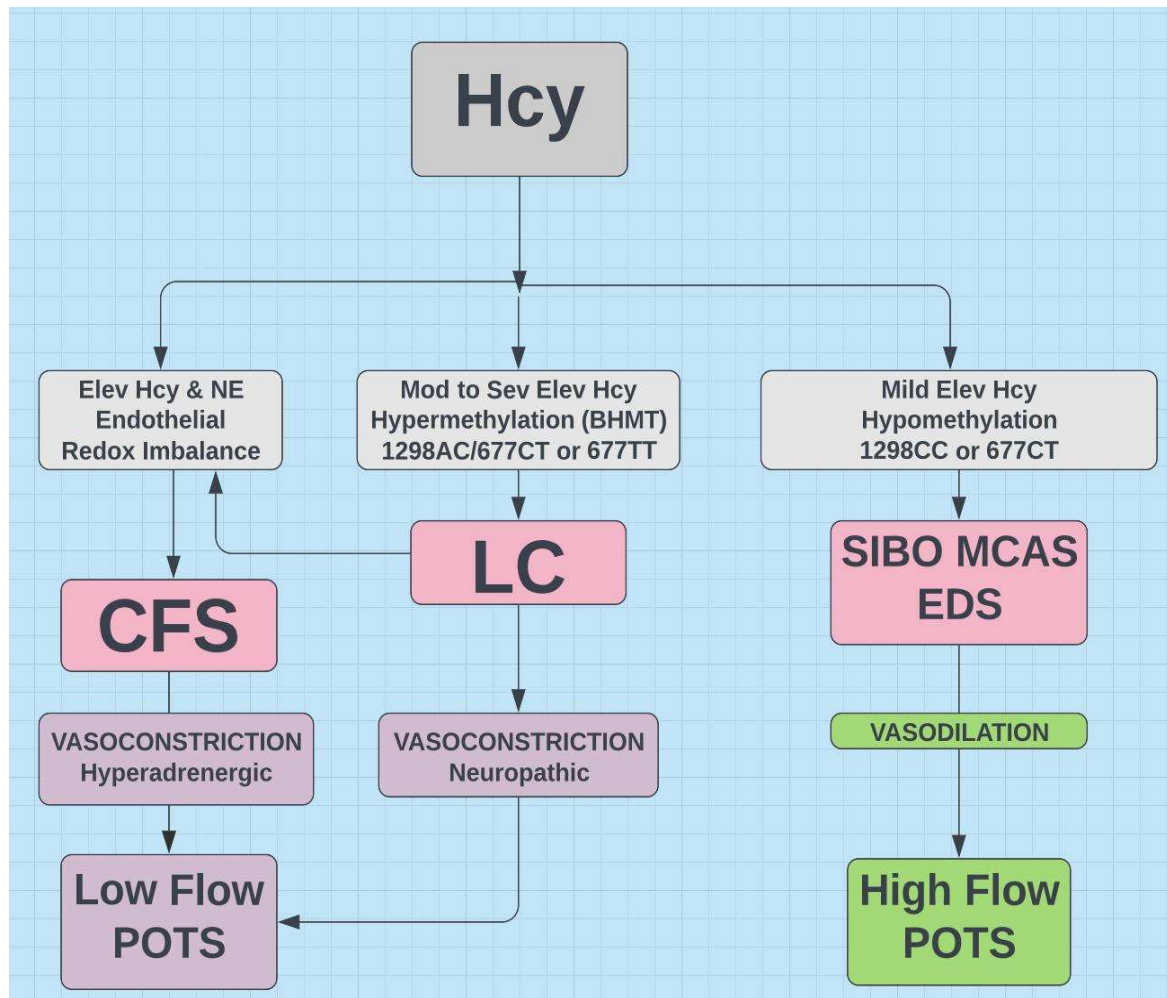 Hcy
Elev Hcy & NE
Endothelial
Redox Imbalance
Mod to Sev Elev Hcy
Hypermethylation (BHMT)
1298AC/677CT or 677TT
Mild Elev Hcy
Hypomethylation
1298CC or 677CT
CFS
LC
SIBO MCAS
EDS
VASOCONSTRICTION
Hyperadrenergic
VASOCONSTRICTION
Neuropathic
VASODILATION
Low Flow
POTS
High Flow
POTS